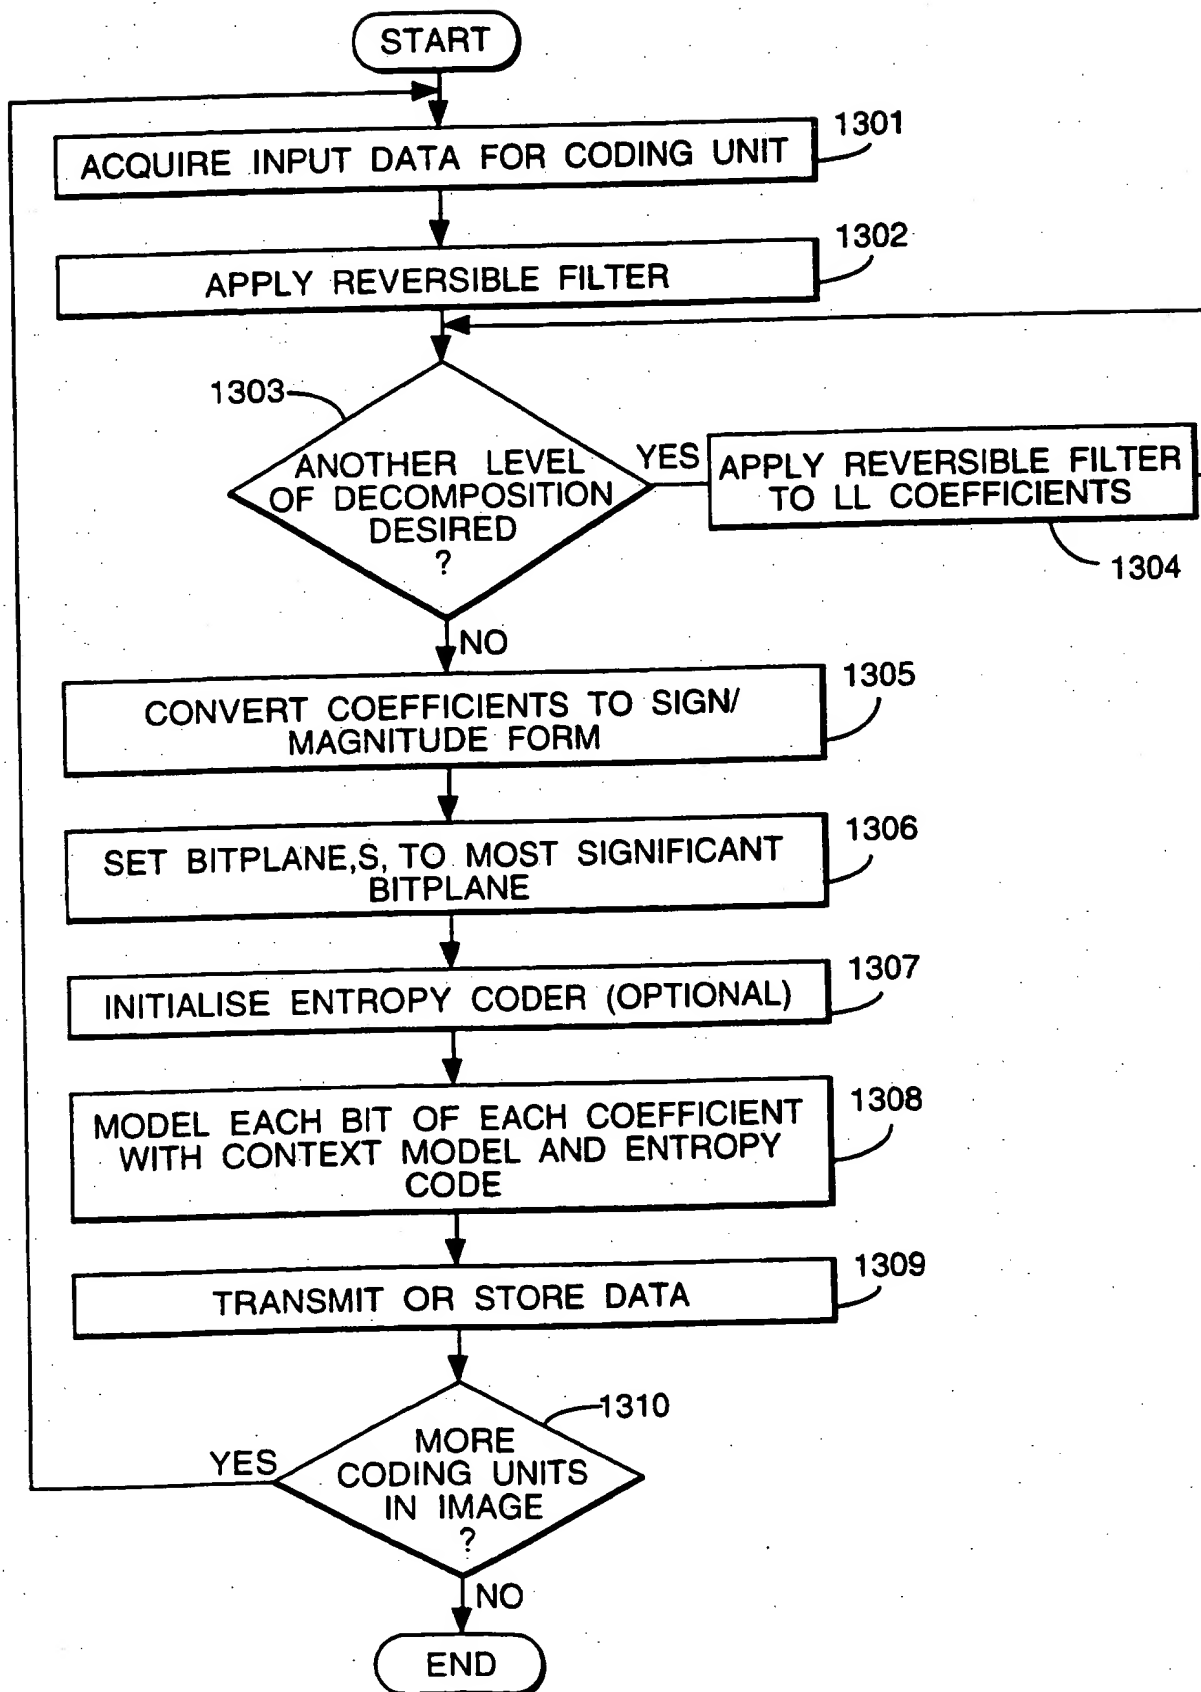 START
1301
ACQUIRE INPUT DATA FOR CODING UNIT
1302
APPLY REVERSIBLE FILTER
1303
ANOTHER LEVEL
OF DECOMPOSITION
DESIRED
?
YES
APPLY REVERSIBLE FILTER
TO LL COEFFICIENTS
1304
NO
1305
CONVERT COEFFICIENTS TO SIGN/
MAGNITUDE FORM
1306
SET BITPLANE,S, TO MOST SIGNIFICANT
BITPLANE
1307
INITIALISE ENTROPY CODER (OPTIONAL)
1308
MODEL EACH BIT OF EACH COEFFICIENT
WITH CONTEXT MODEL AND ENTROPY
CODE
1309
TRANSMIT OR STORE DATA
1310
MORE
CODING UNITS
IN IMAGE
?
YES
NO
END